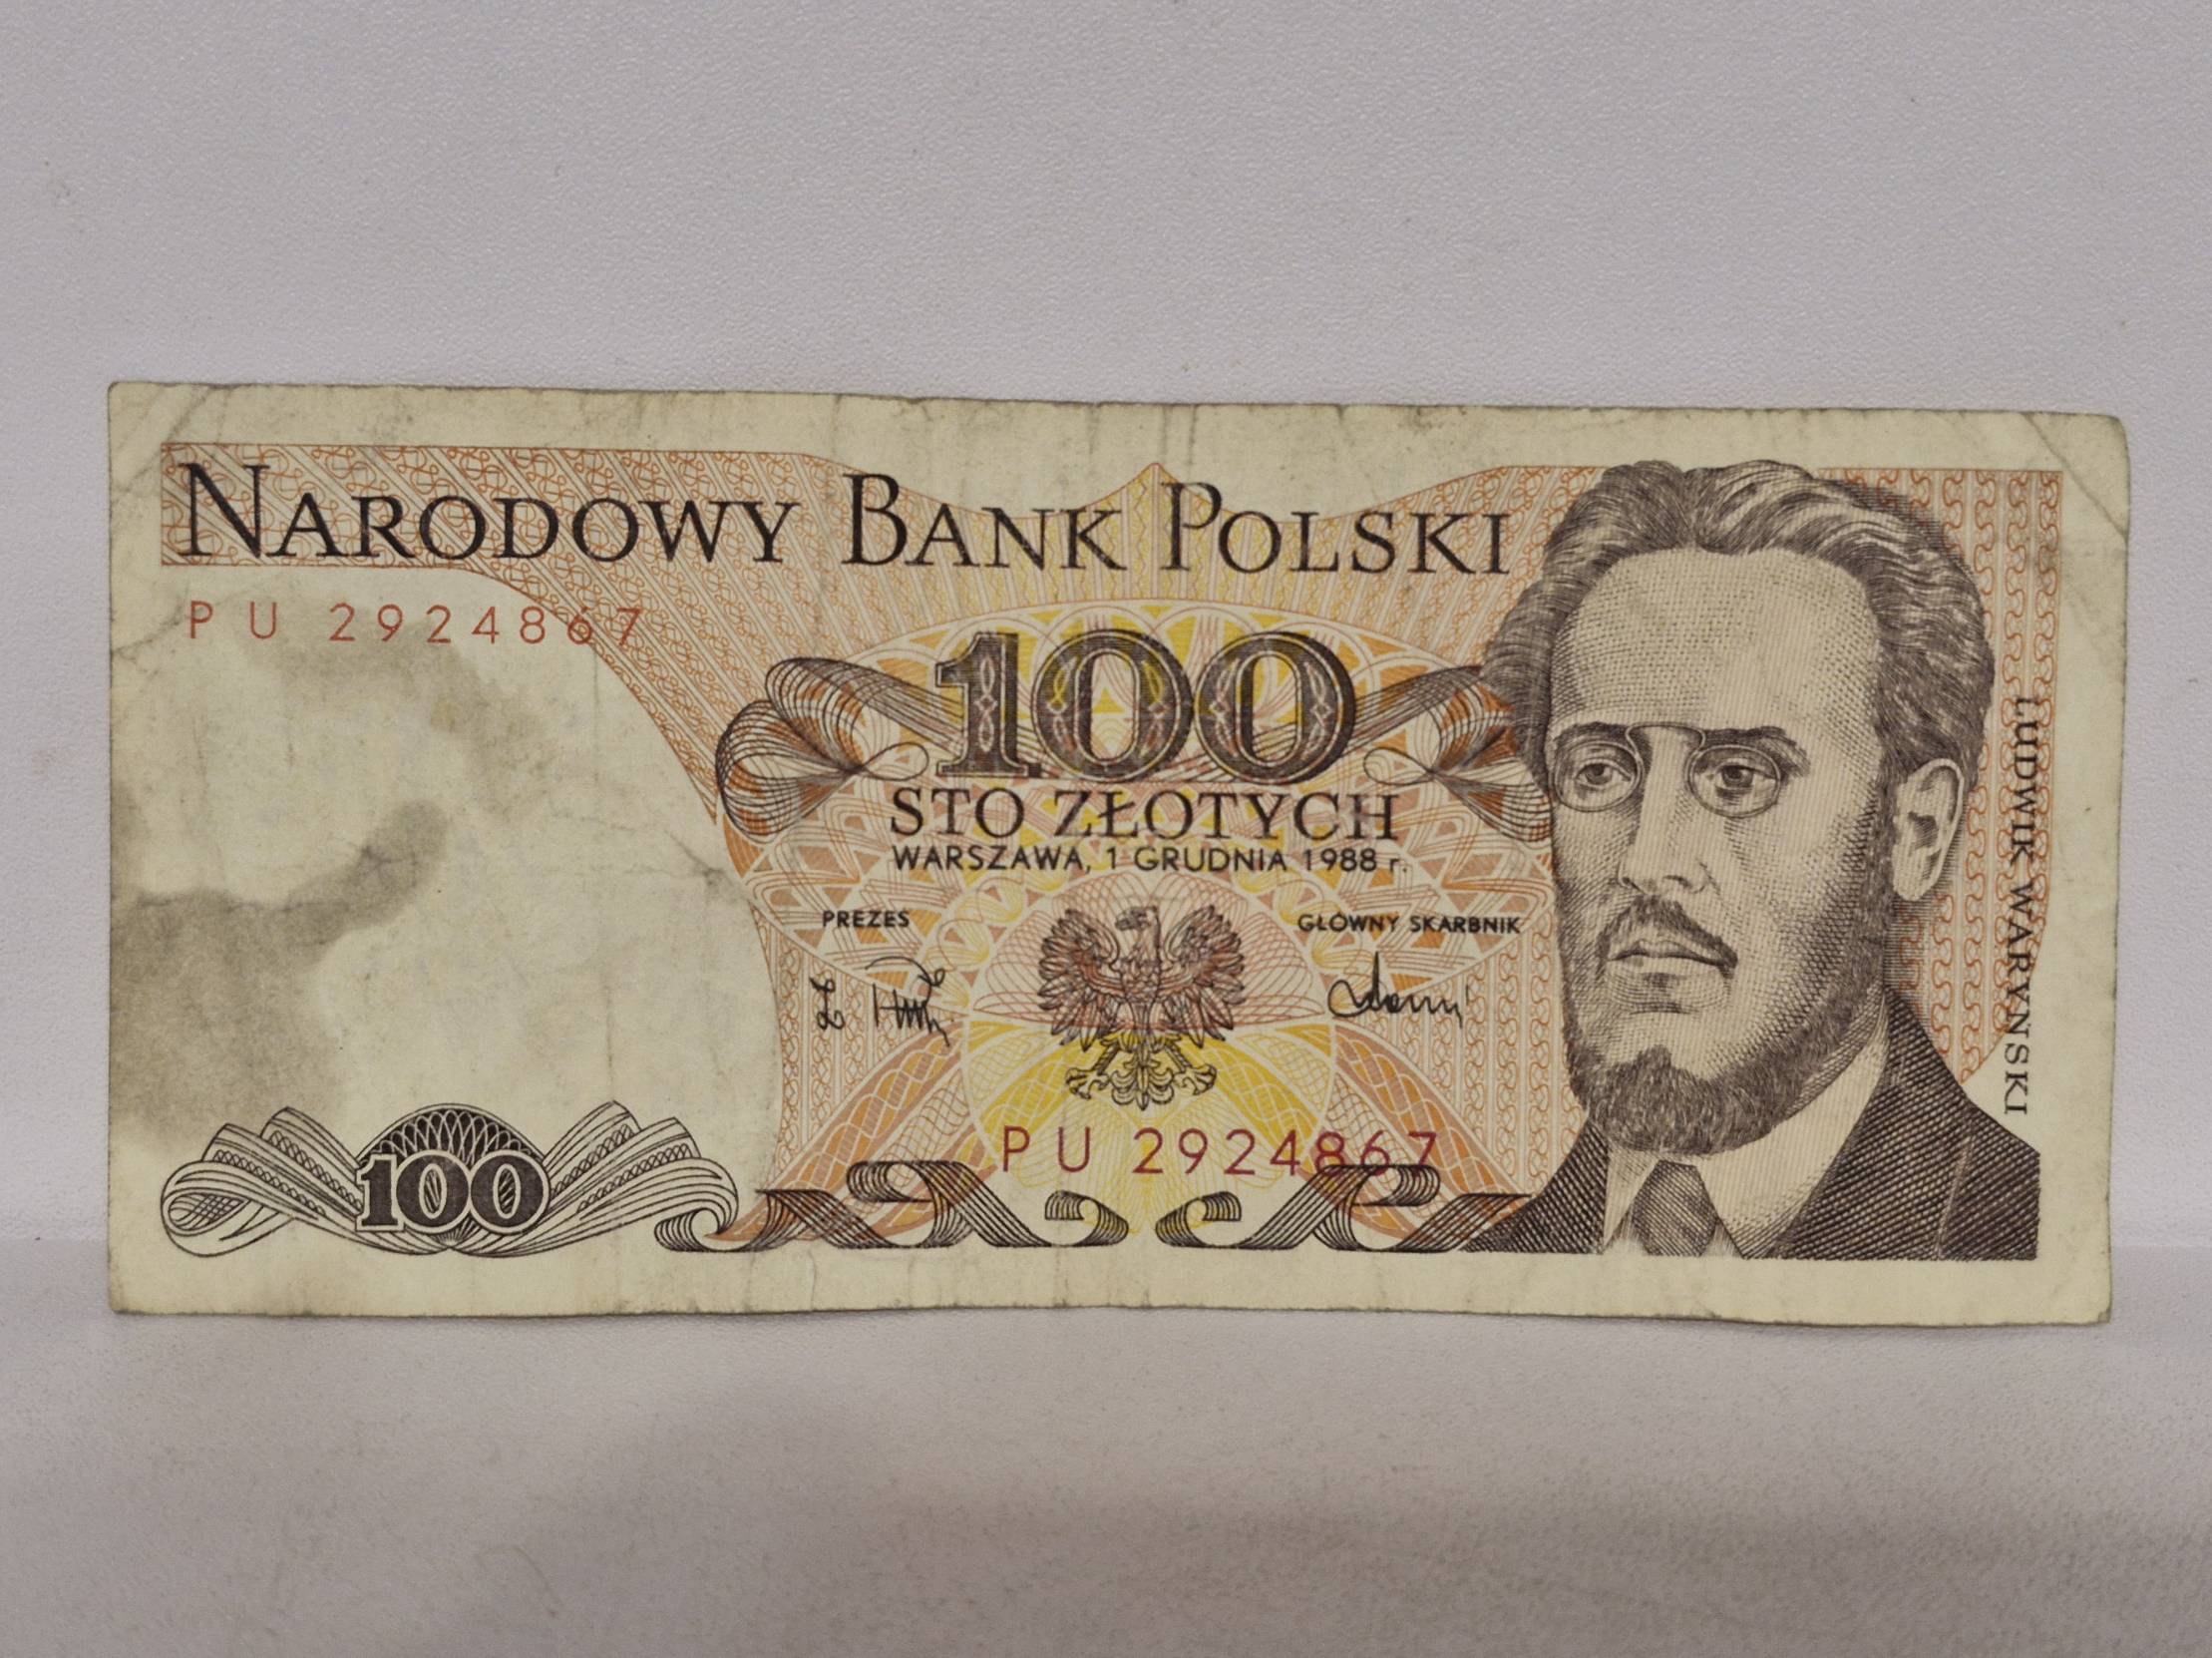 NARODOWY BANK POLSKI
PU 2924867
100
STO ZŁOTYCH
WARSZAWA, 1 GRUDNIA 1988 r.
PREZES
GŁÓWNY SKARBNIK
PU 2924867
100
LUDWIK WARYŃSKI